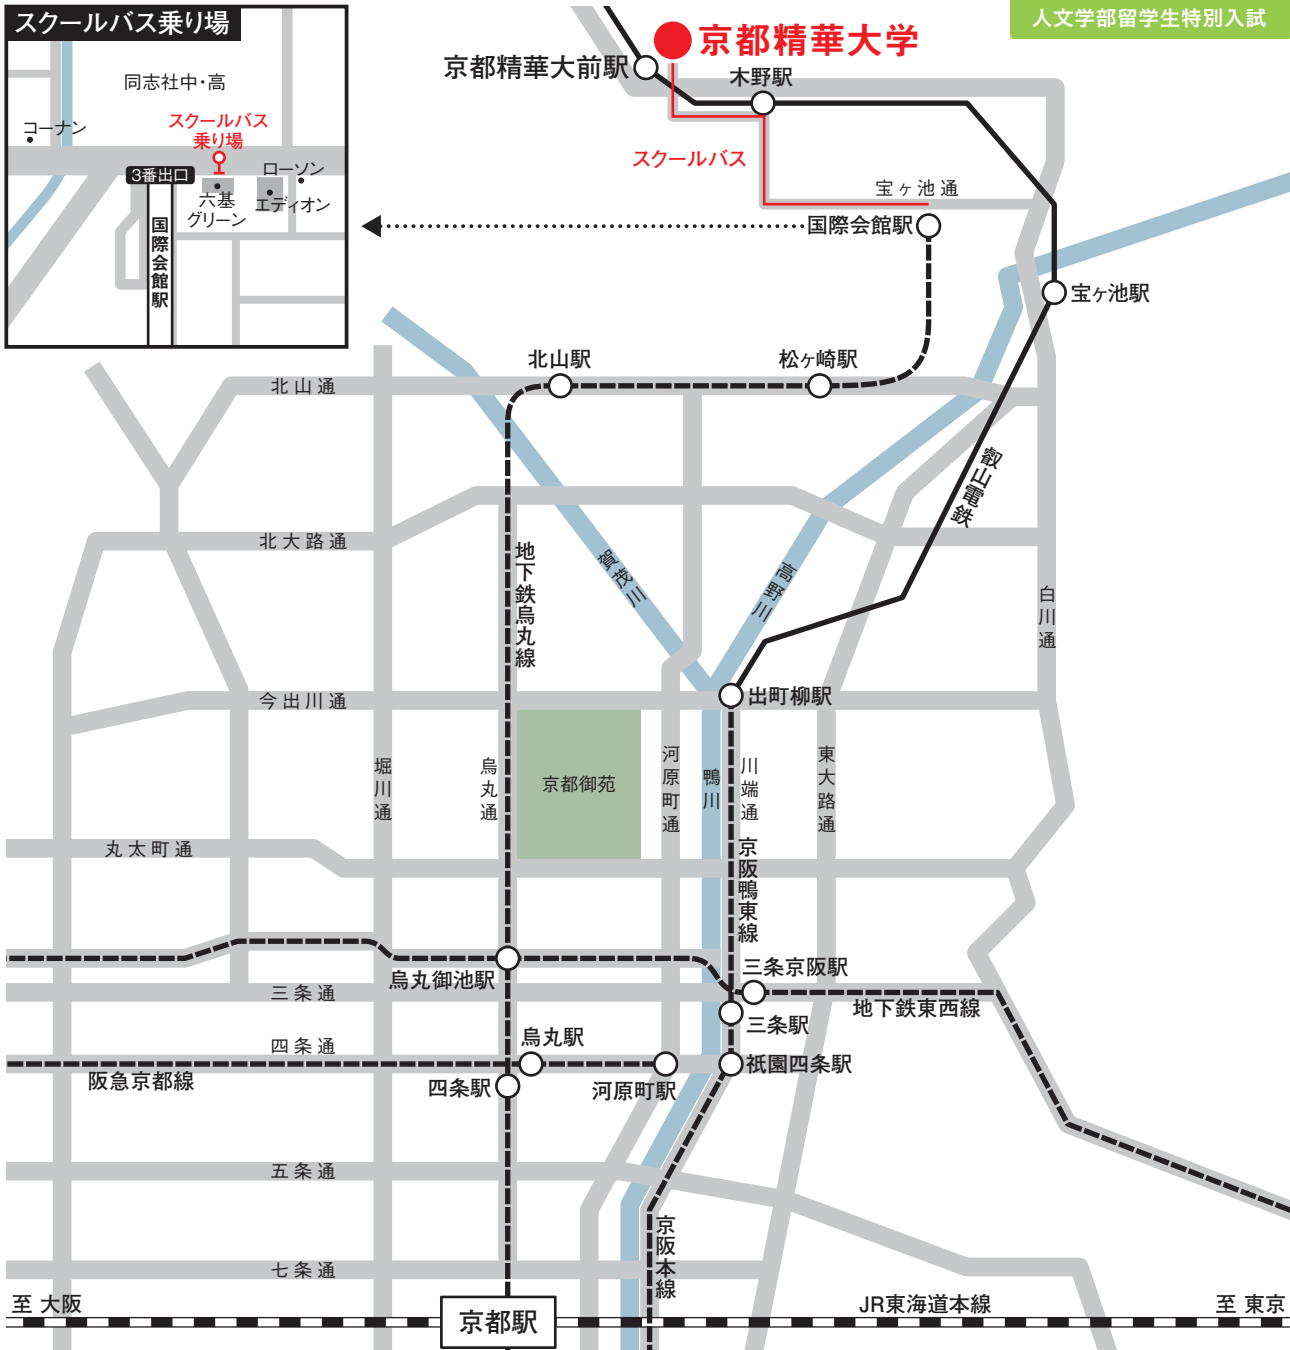 スクールバス乗り場
人文学部留学生特別入試
京都精華大学
京都精華大前駅
木野駅
同志社中・高
コーナン
スクールバス
乗り場
3番出口
ローソン
六基
グリーン
エディオン
国際会館駅
スクールバス
宝ヶ池通
国際会館駅
宝ヶ池駅
北山駅
松ヶ崎駅
北山通
叡山電鉄
北大路通
地下鉄烏丸線
賀茂川
高野川
白川通
今出川通
出町柳駅
堀川通
烏丸通
京都御苑
河原町通
鴨川
川端通
東大路通
丸太町通
京阪鴨東線
烏丸御池駅
三条京阪駅
三条通
地下鉄東西線
三条駅
四条通
烏丸駅
阪急京都線
四条駅
河原町駅
祇園四条駅
五条通
京阪本線
七条通
至 大阪
京都駅
JR東海道本線
至 東京